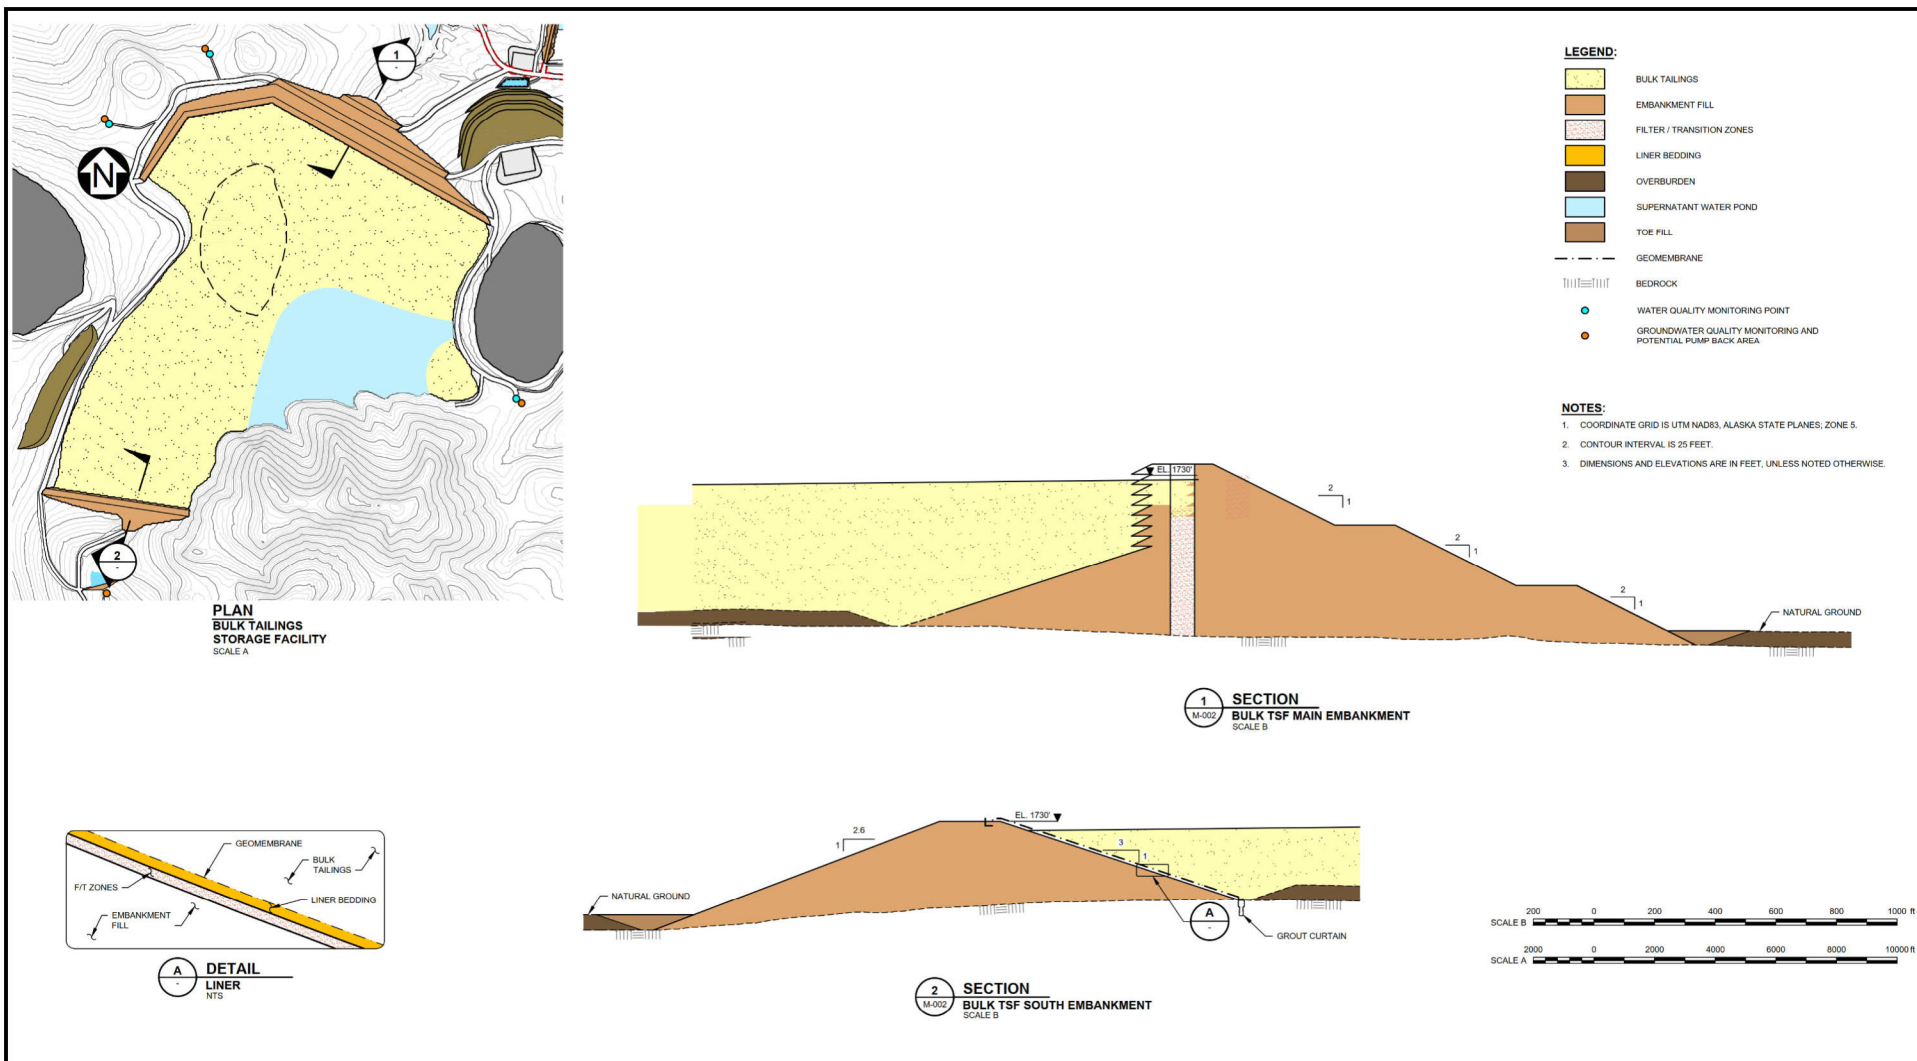 1
-
N
2
-
PLAN
BULK TAILINGS
STORAGE FACILITY
SCALE A
LEGEND:
BULK TAILINGS
EMBANKMENT FILL
FILTER / TRANSITION ZONES
LINER BEDDING
OVERBURDEN
SUPERNATANT WATER POND
TOE FILL
GEOMEMBRANE
BEDROCK
WATER QUALITY MONITORING POINT
GROUNDWATER QUALITY MONITORING AND
POTENTIAL PUMP BACK AREA
NOTES:
1. COORDINATE GRID IS UTM NAD83, ALASKA STATE PLANES; ZONE 5.
2. CONTOUR INTERVAL IS 25 FEET.
3. DIMENSIONS AND ELEVATIONS ARE IN FEET, UNLESS NOTED OTHERWISE.
EL. 1730'
2
1
2
1
2
1
NATURAL GROUND
1
M-002
SECTION
BULK TSF MAIN EMBANKMENT
SCALE B
GEOMEMBRANE
BULK
TAILINGS
F/T ZONES
LINER BEDDING
EMBANKMENT
FILL
A
-
DETAIL
LINER
NTS
EL. 1730'
2.6
1
3
1
NATURAL GROUND
A
-
GROUT CURTAIN
2
M-002
SECTION
BULK TSF SOUTH EMBANKMENT
SCALE B
200 0 200 400 600 800 1000 ft
SCALE B
2000 0 2000 4000 6000 8000 10000 ft
SCALE A